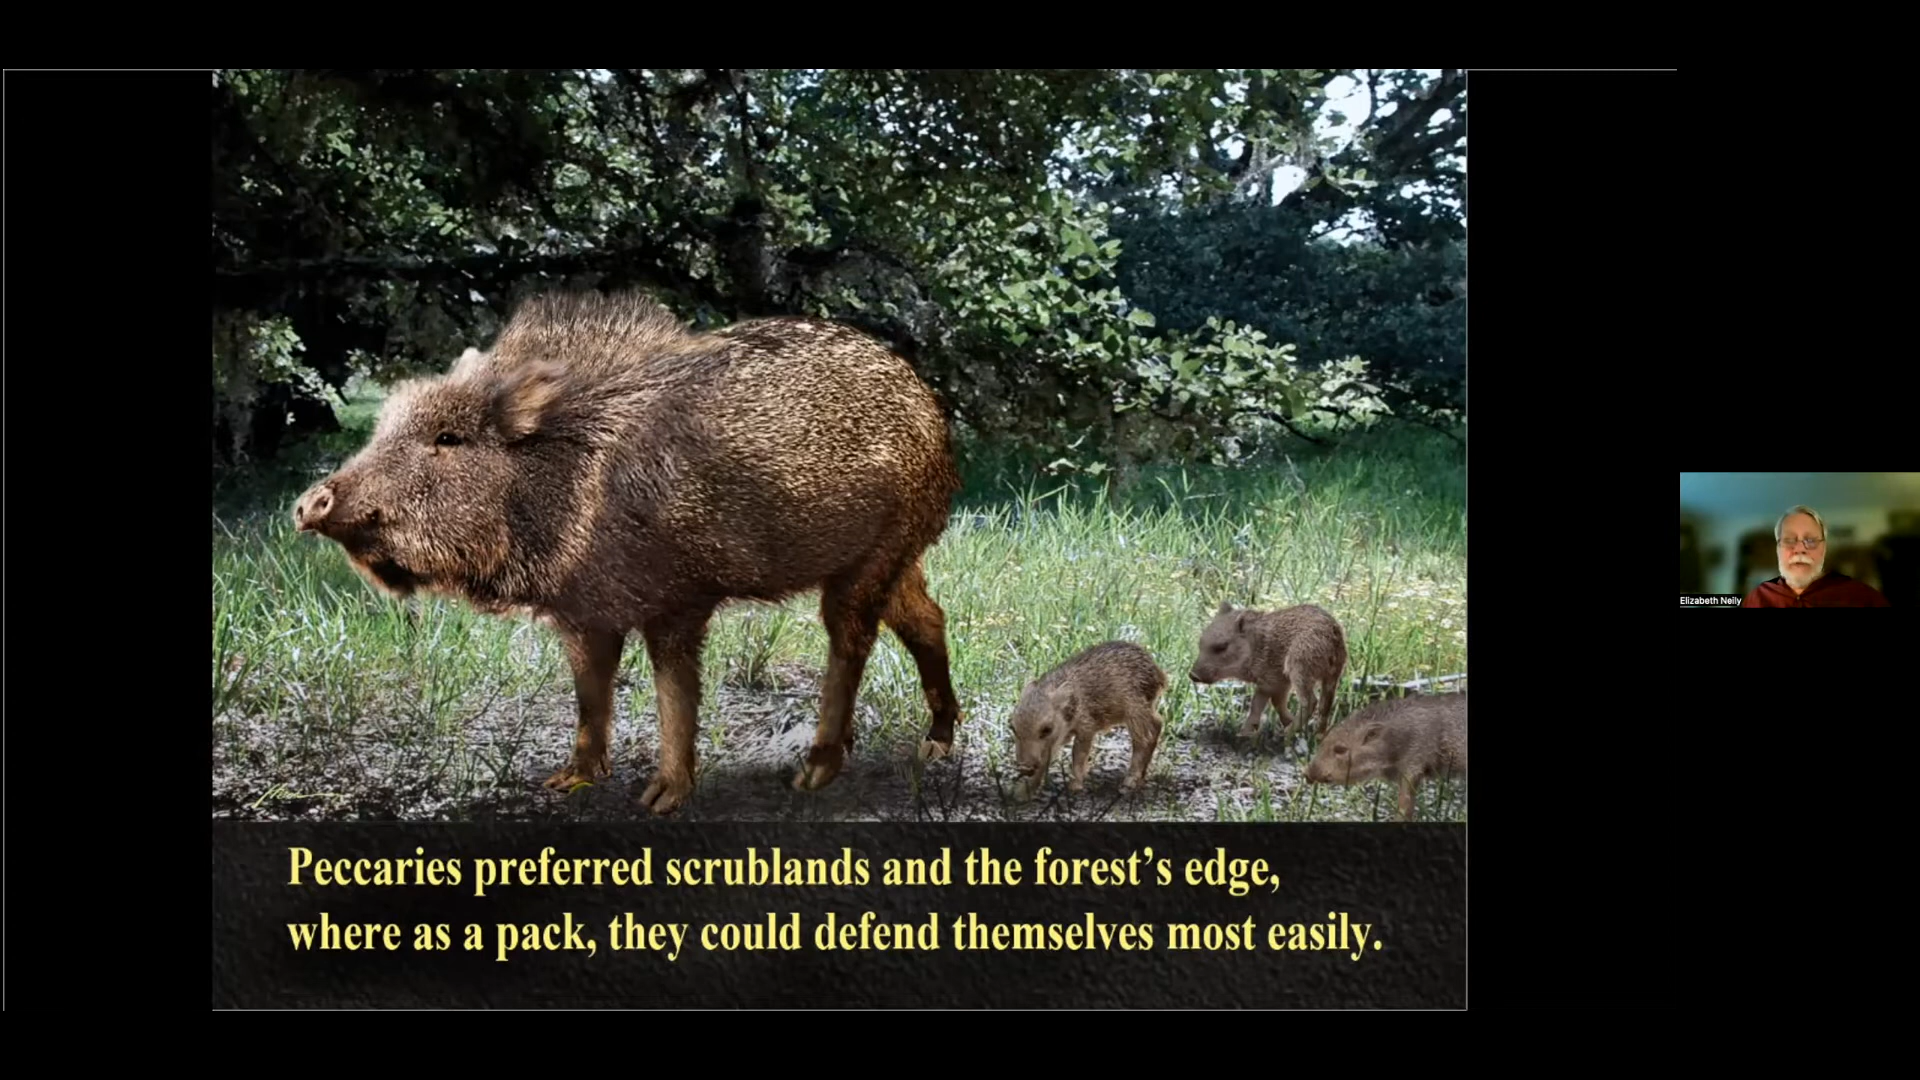 Peccaries preferred scrublands and the forest's edge,
where as a pack, they could defend themselves most easily.
Elizabeth Neily